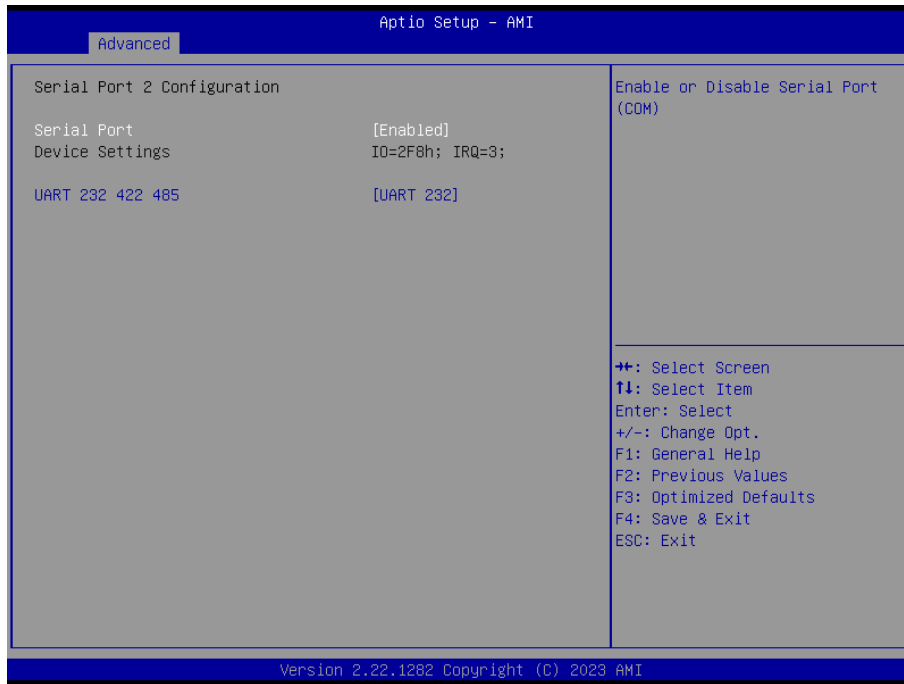 Aptio Setup - AMI
Advanced
Serial Port 2 Configuration
Serial Port [Enabled]
Device Settings IO=2F8h; IRQ=3;
UART 232 422 485 [UART 232]
Enable or Disable Serial Port
(COM)
→←: Select Screen
↑↓: Select Item
Enter: Select
+/-: Change Opt.
F1: General Help
F2: Previous Values
F3: Optimized Defaults
F4: Save & Exit
ESC: Exit
Version 2.22.1282 Copyright (C) 2023 AMI